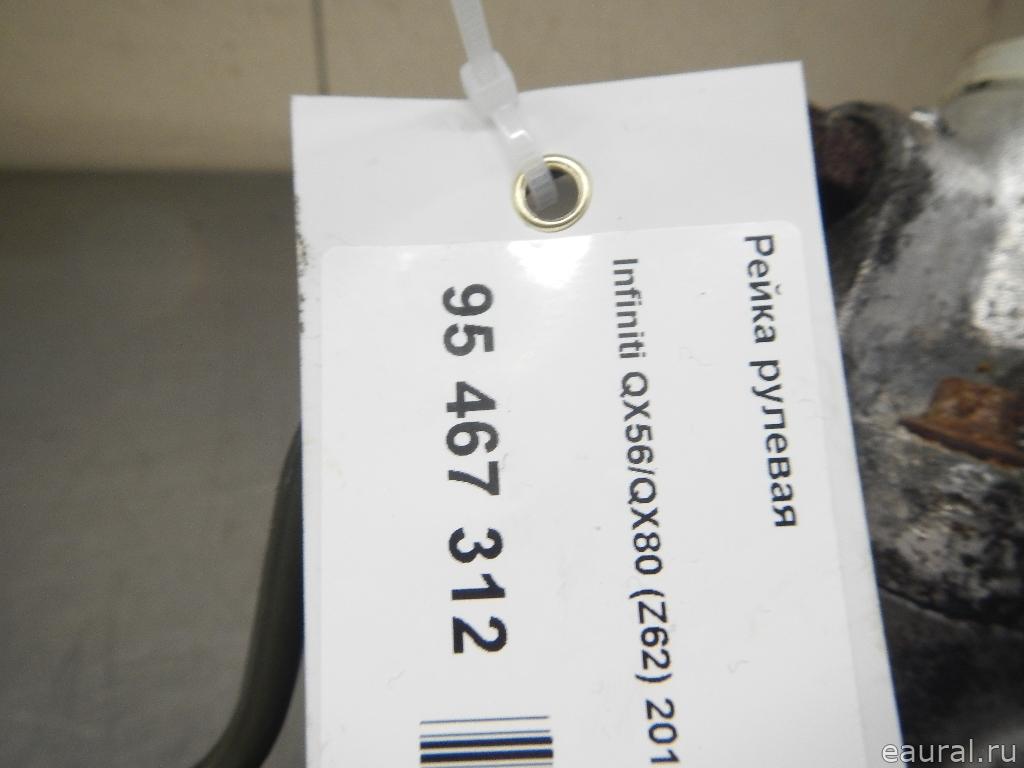 Рейка рулевая
Infiniti QX56/QX80 (Z62) 201
95 467 312
eaural.ru